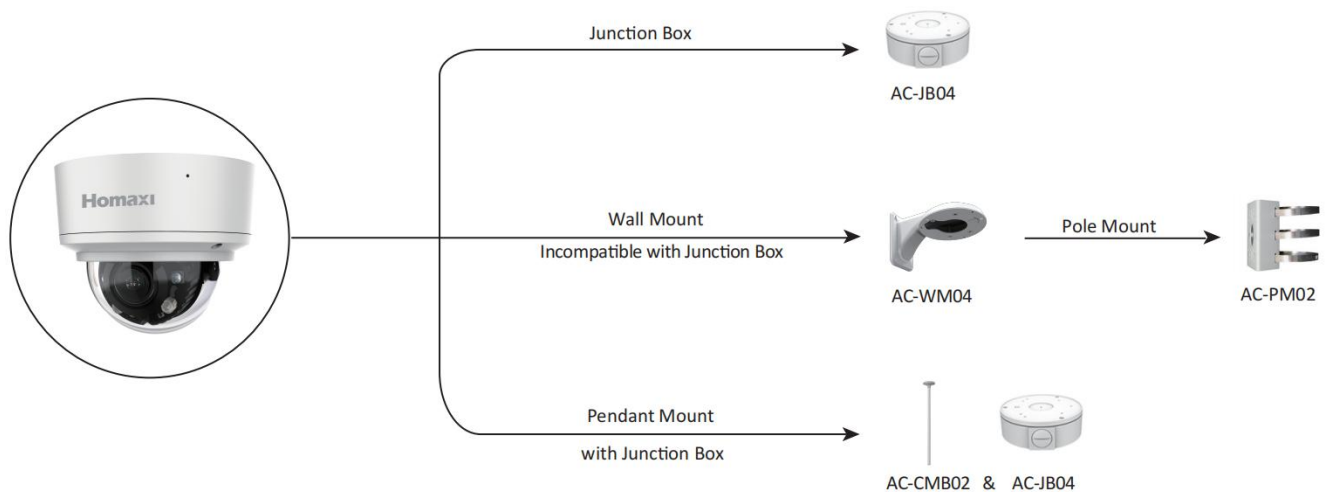 Junction Box
AC-JB04
Homaxi
Wall Mount
Incompatible with Junction Box
AC-WM04
Pole Mount
AC-PM02
Pendant Mount
with Junction Box
AC-CMB02 & AC-JB04